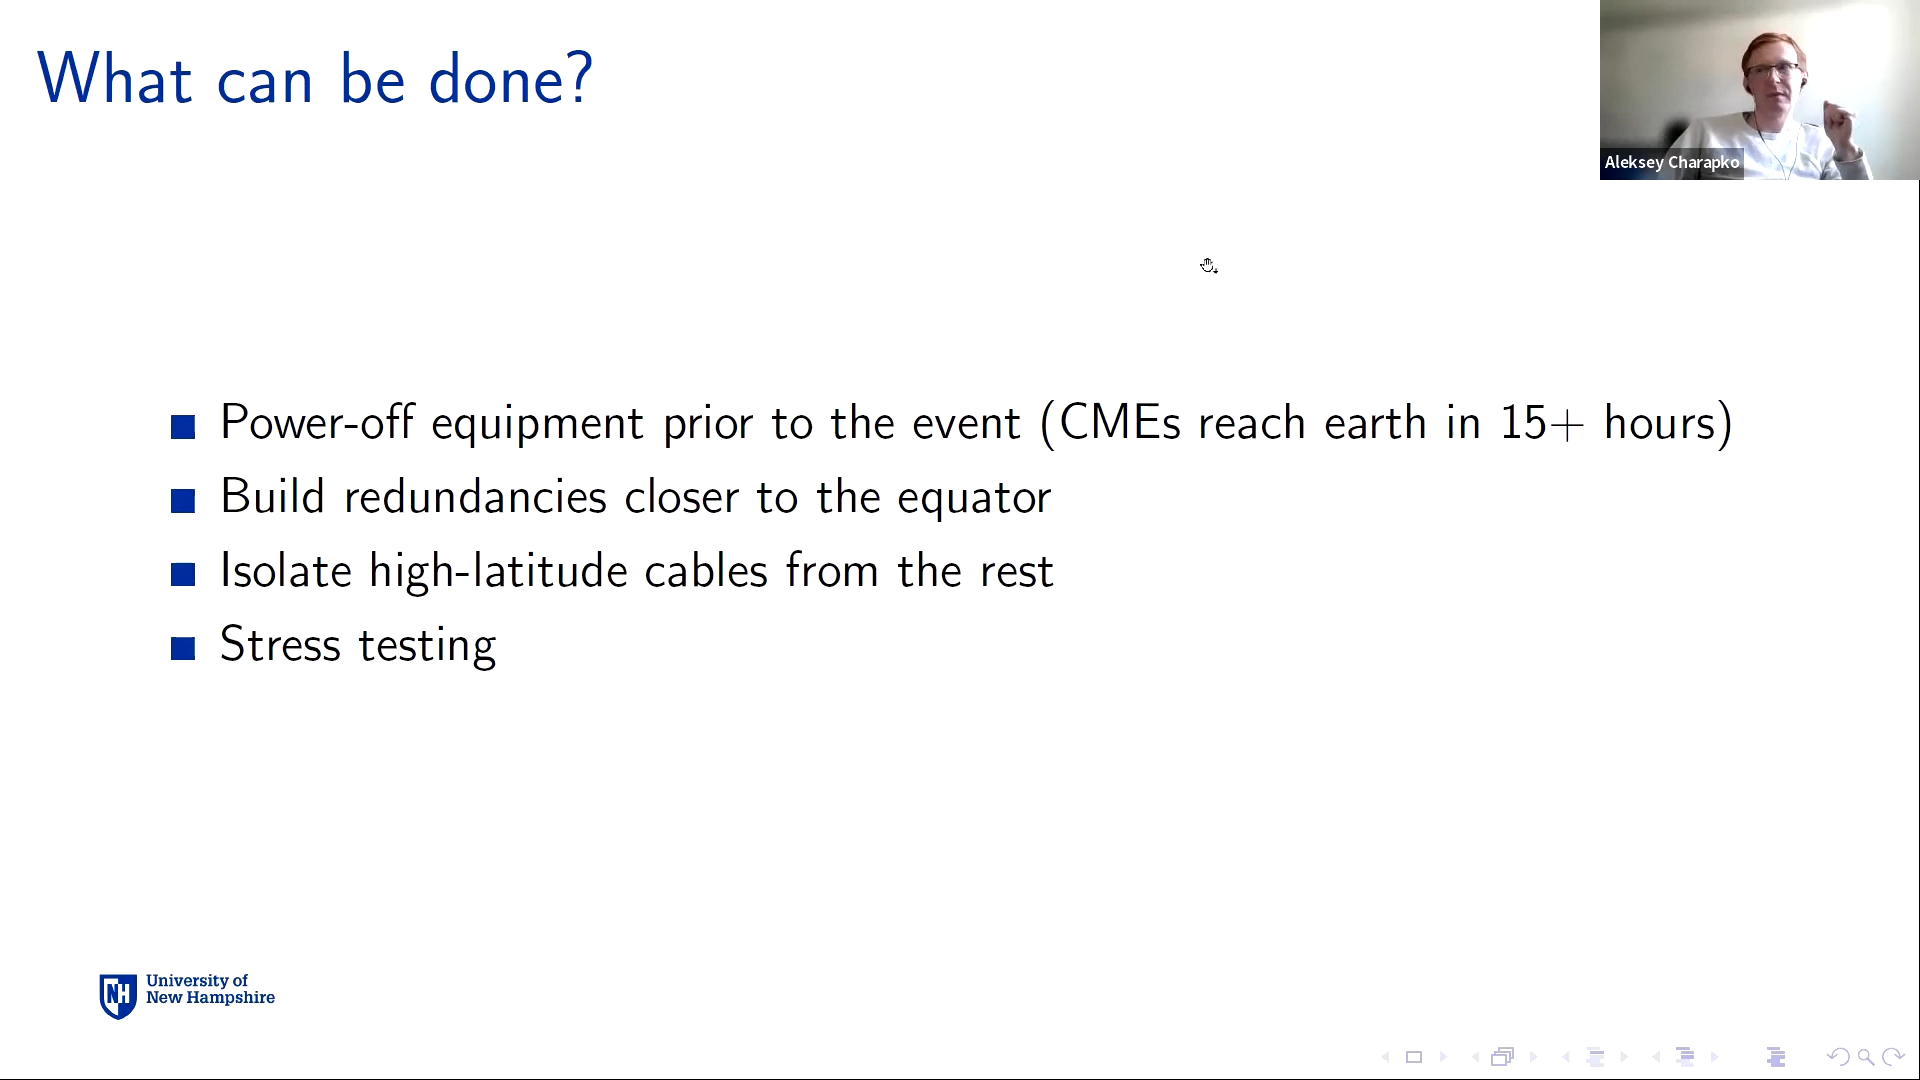 What can be done?
Aleksey Charapko
Power-off equipment prior to the event (CMEs reach earth in 15+ hours)
Build redundancies closer to the equator
Isolate high-latitude cables from the rest
Stress testing
NH
University of
New Hampshire